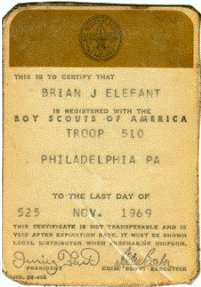 THIS IS TO CERTIFY THAT
BRIAN J ELEFANT
IS REGISTERED WITH THE
BOY SCOUTS OF AMERICA
TROOP 510
PHILADELPHIA PA
TO THE LAST DAY OF
525 NOV. 1969
THIS CERTIFICATE IS NOT TRANSFERABLE AND IS
VOID AFTER EXPIRATION DATE. IT MUST BE SHOWN
LOCAL DISTRIBUTOR WHEN PURCHASING UNIFORM.
PRESIDENT CHIEF SCOUT EXECUTIVE
NO.